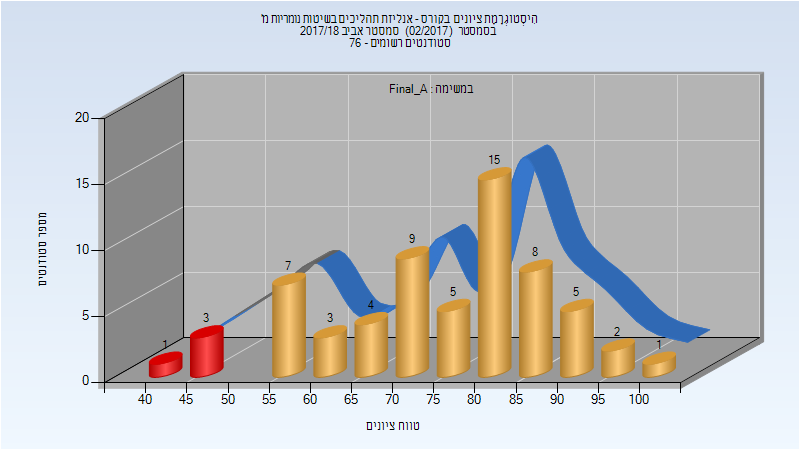 הִיסְטוֹגְרָמַת ציונים בקורס - אנליזת תהליכים בשיטות נומריות מ'
בסמסטר (02/2017) סמסטר אביב 2017/18
סטודנטים רשומים - 76
במשימה : Final_A
מספר סטודנטים
20
15
10
5
0
1
3
7
3
4
9
5
15
8
5
2
1
40 45 50 55 60 65 70 75 80 85 90 95 100
טווח ציונים